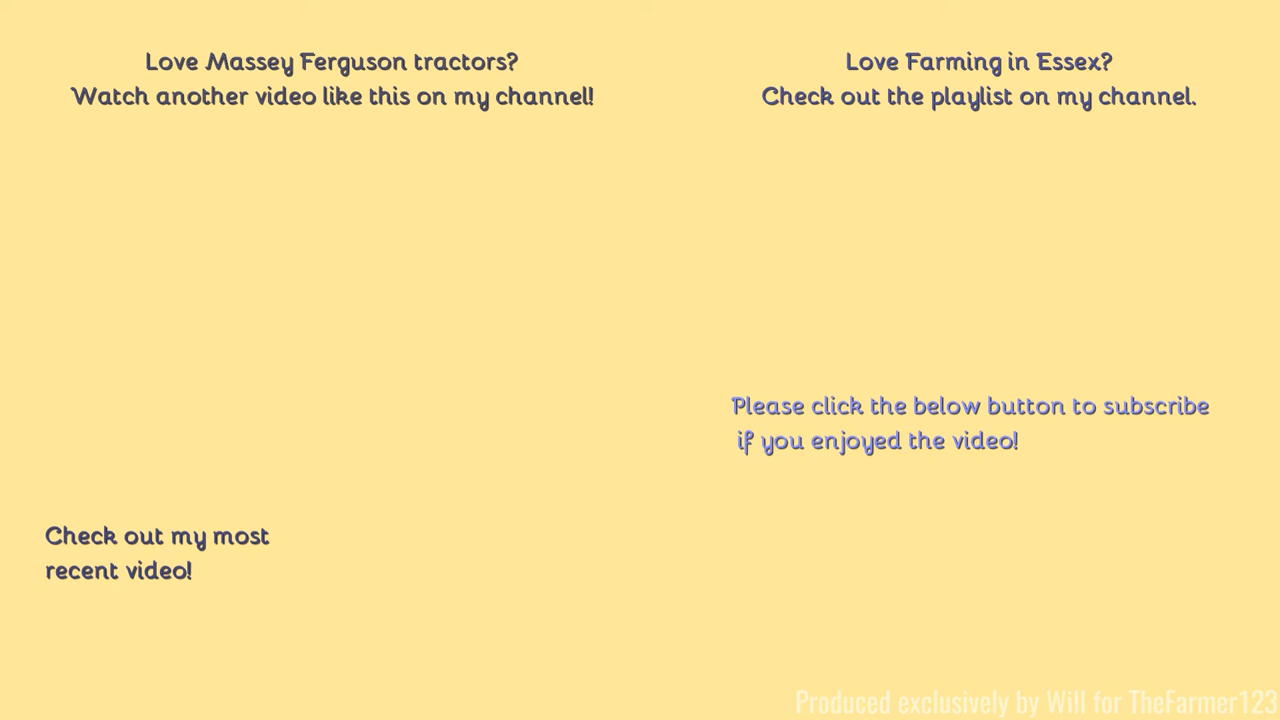 Love Massey Ferguson tractors?
Watch another video like this on my channel!
Love Farming in Essex?
Check out the playlist on my channel.
Please click the below button to subscribe
if you enjoyed the video!
Check out my most
recent video!
Produced exclusively by Will for TheFarmer123